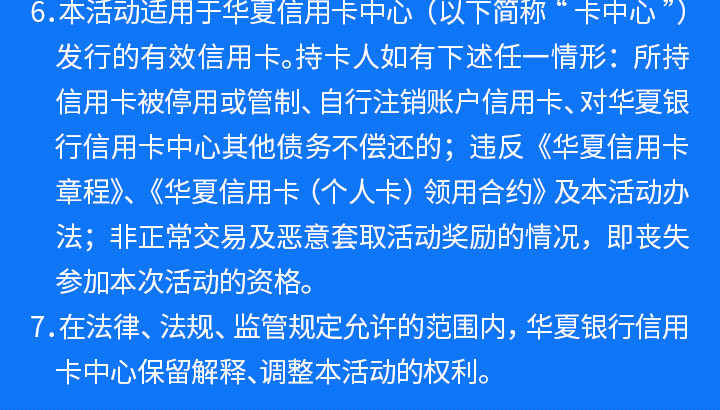 6.本活动适用于华夏信用卡中心（以下简称“卡中心”）
发行的有效信用卡。持卡人如有下述任一情形：所持
信用卡被停用或管制、自行注销账户信用卡、对华夏银
行信用卡中心其他债务不偿还的；违反《华夏信用卡
章程》、《华夏信用卡（个人卡）领用合约》及本活动办
法；非正常交易及恶意套取活动奖励的情况，即丧失
参加本次活动的资格。
7.在法律、法规、监管规定允许的范围内，华夏银行信用
卡中心保留解释、调整本活动的权利。